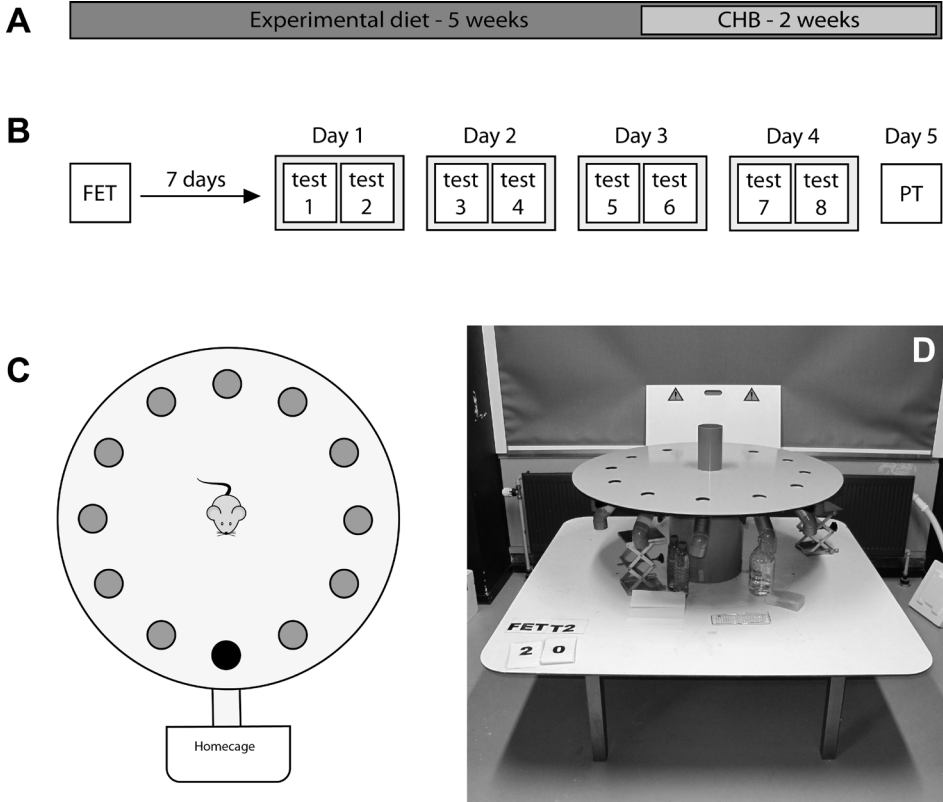 A
Experimental diet - 5 weeks
CHB - 2 weeks
B
Day 1
Day 2
Day 3
Day 4
Day 5
FET
7 days
test
1
test
2
test
3
test
4
test
5
test
6
test
7
test
8
PT
C
Homecage
D
FET T2
2 0